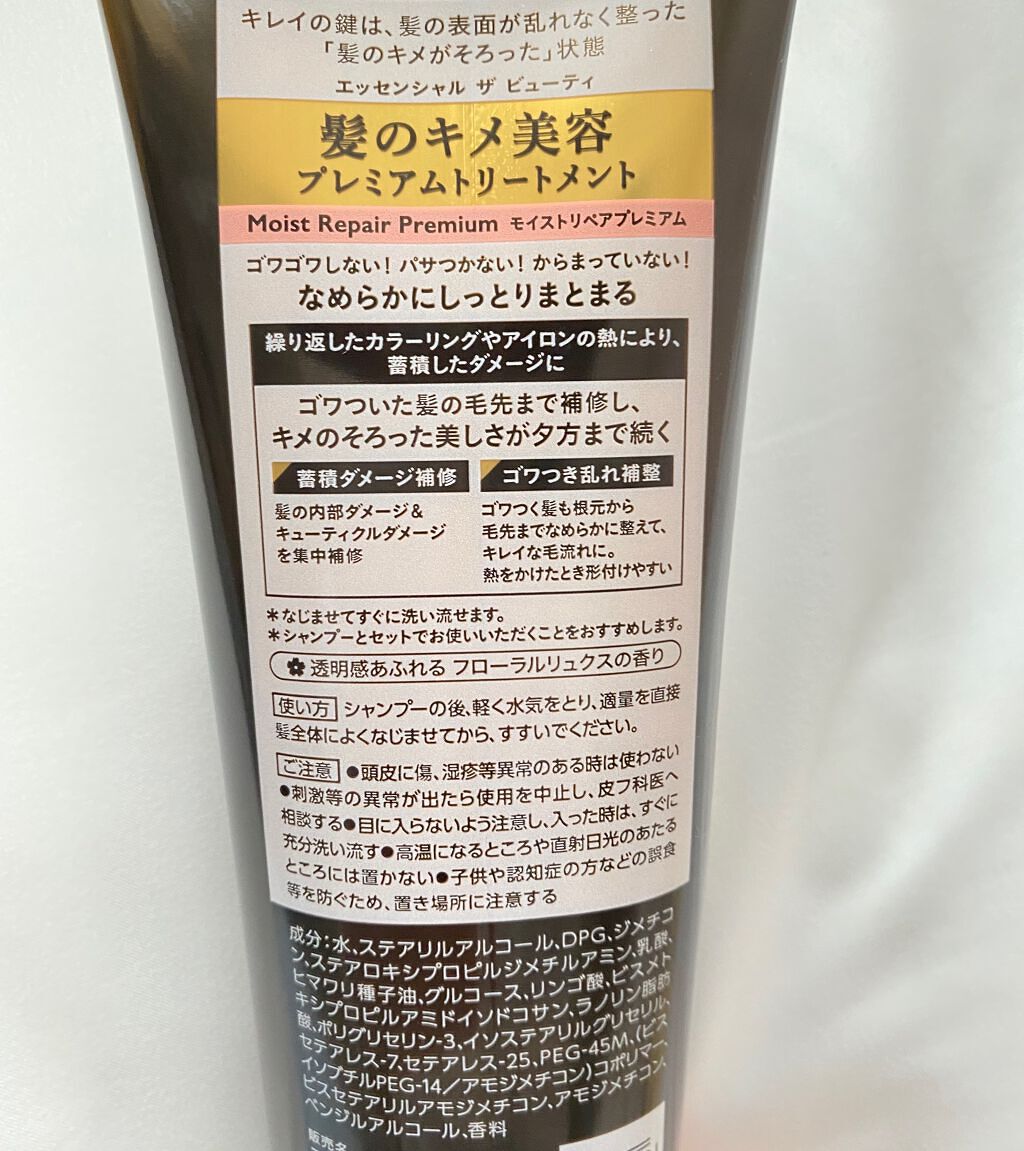 キレイの鍵は、髪の表面が乱れなく整った
「髪のキメがそろった」状態
エッセンシャル ザ ビューティ
髪のキメ美容
プレミアムトリートメント
Moist Repair Premium モイストリペアプレミアム
ゴワゴワしない! パサつかない! からまっていない!
なめらかにしっとりまとまる
繰り返したカラーリングやアイロンの熱により、
蓄積したダメージに
ゴワついた髪の毛先まで補修し、
キメのそろった美しさが夕方まで続く
蓄積ダメージ補修
髪の内部ダメージ&
キューティクルダメージ
を集中補修
ゴワつき乱れ補整
ゴワつく髪も根元から
毛先までなめらかに整えて、
キレイな毛流れに。
熱をかけたとき形付けやすい
*なじませてすぐに洗い流せます。
*シャンプーとセットでお使いいただくことをおすすめします。
透明感あふれる フローラルリュクスの香り
使い方 シャンプーの後、軽く水気をとり、適量を直接
髪全体によくなじませてから、すすいでください。
ご注意 ●頭皮に傷、湿疹等異常のある時は使わない
●刺激等の異常が出たら使用を中止し、皮フ科医へ
相談する●目に入らないよう注意し、入った時は、すぐに
充分洗い流す●高温になるところや直射日光のあたる
ところには置かない●子供や認知症の方などの誤食
等を防ぐため、置き場所に注意する
成分:水、ステアリルアルコール、DPG、ジメチコ
ン、ステアロキシプロピルジメチルアミン、乳酸、
ヒマワリ種子油、グルコース、リンゴ酸、ビスメト
キシプロピルアミドイソドコサン、ラノリン脂肪
酸、ポリグリセリン-3、イソステアリルグリセリル、
セテアレス-7、セテアレス-25、PEG-45M、(ビス
イソブチルPEG-14/アモジメチコン)コポリマー、
ビスセテアリルアモジメチコン、アモジメチコン、
ベンジルアルコール、香料
販売名